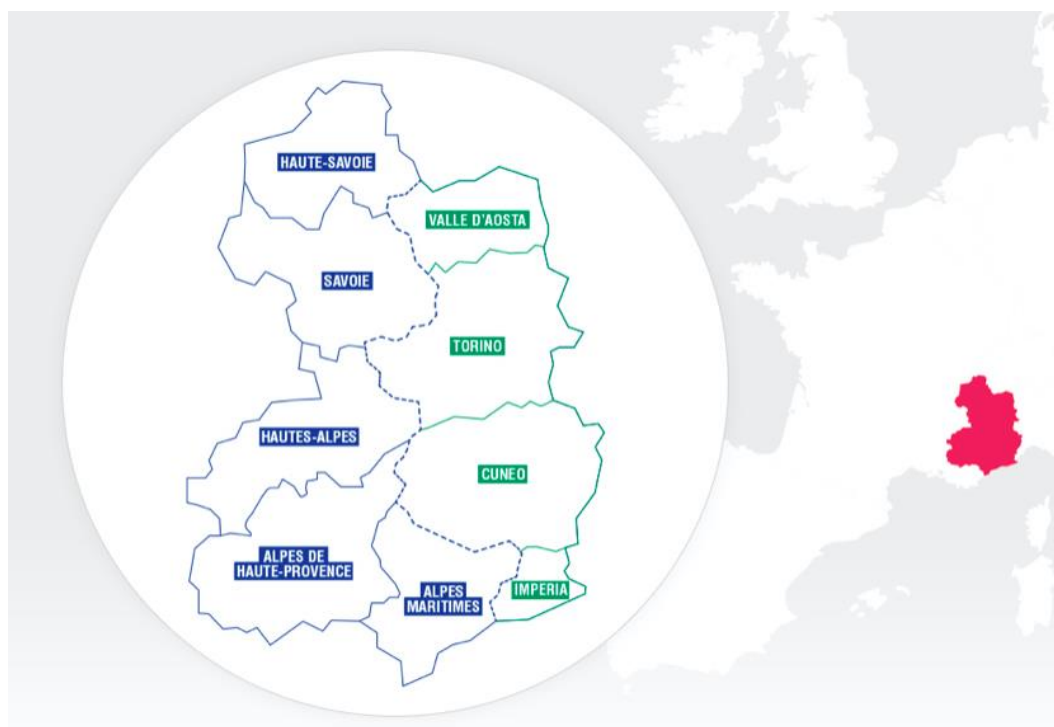 HAUTE-SAVOIE
VALLE D'AOSTA
SAVOIE
TORINO
HAUTES-ALPES
CUNEO
ALPES DE
HAUTE-PROVENCE
ALPES
MARITIMES
IMPERIA